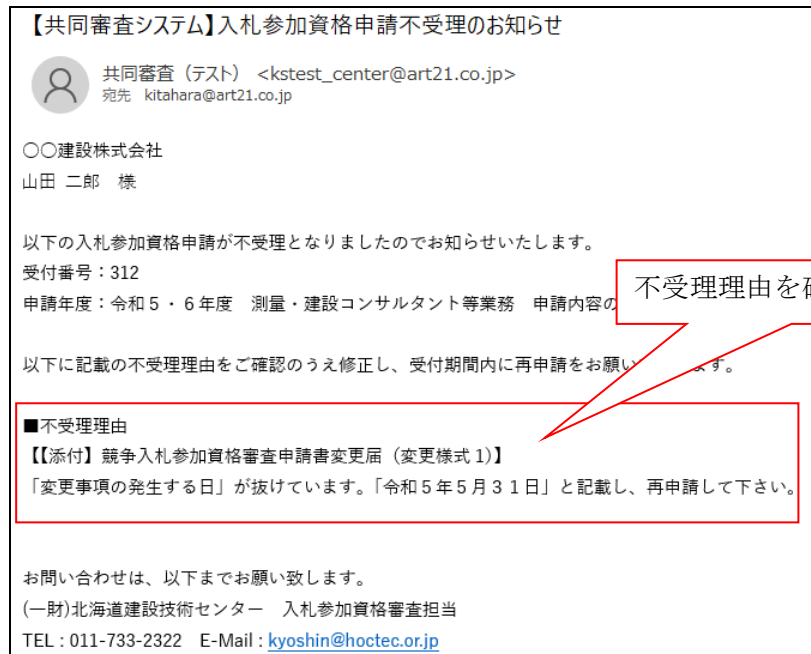 【共同審査システム】入札参加資格申請不受理のお知らせ
共同審査（テスト） <kstest_center@art21.co.jp>
宛先 kitahara@art21.co.jp
○○建設株式会社
山田 二郎 様
以下の入札参加資格申請が不受理となりましたのでお知らせいたします。
受付番号：312
申請年度：令和５・６年度 測量・建設コンサルタント等業務 申請内容の
不受理理由を確
以下に記載の不受理理由をご確認のうえ修正し、受付期間内に再申請をお願い ます。
■不受理理由
【【添付】競争入札参加資格審査申請書変更届（変更様式1)】
「変更事項の発生する日」が抜けています。「令和５年５月３１日」と記載し、再申請して下さい。
お問い合わせは、以下までお願い致します。
(一財)北海道建設技術センター 入札参加資格審査担当
TEL : 011-733-2322 E-Mail : kyoshin@hoctec.or.jp